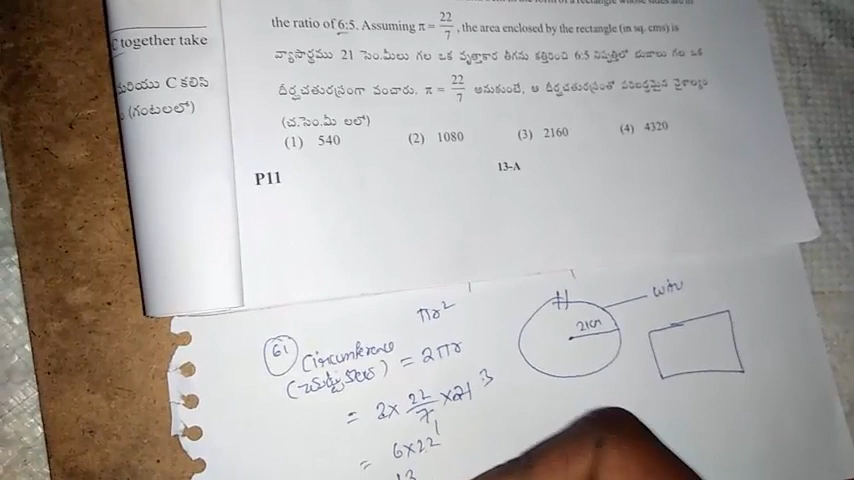 the ratio of 6:5. Assuming π = 22/7, the area enclosed by the rectangle (in sq. cms) is
వ్యాసార్థము 21 సెం.మీలు గల ఒక వృత్తాకార తీగను కత్తిరించి 6:5 నిష్పత్తిలో భుజాలు గల ఒక
దీర్ఘచతురస్రంగా వంచారు. π = 22/7 అనుకుంటే, ఆ దీర్ఘచతురస్రంతో పరిబద్ధమైన వైశాల్యం
(చ.సెం.మీ లలో)
(1) 540 (2) 1080 (3) 2160 (4) 4320
P11 13-A
C together take
మరియు C కలిసి
(గంటలలో)
πr²
61 Circumference = 2πr
= 2 × 22/7 × 21 3
1
= 6×22
21cm